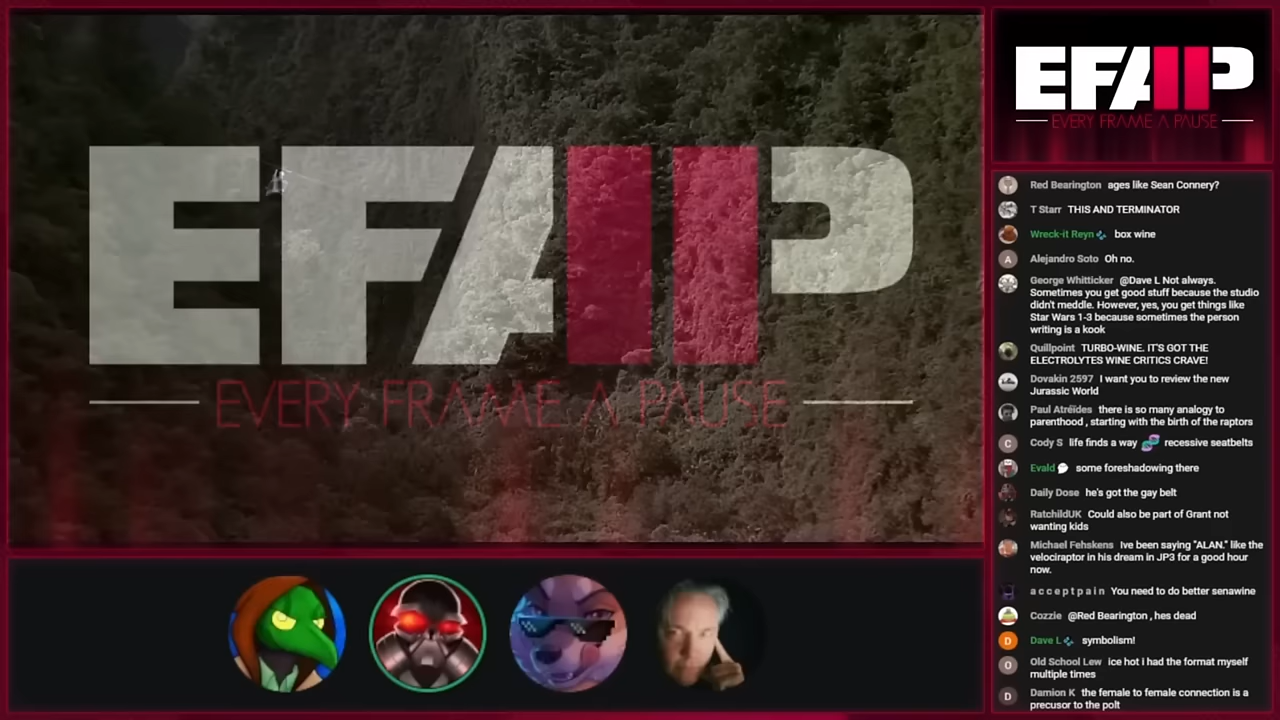 EFAP
EVERY FRAME A PAUSE
EFAP
EVERY FRAME A PAUSE
Red Bearington ages like Sean Connery?
T Starr THIS AND TERMINATOR
Wreck-it Reyn box wine
A Alejandro Soto Oh no.
George Whitticker @Dave L Not always.
Sometimes you get good stuff because the studio
didn't meddle. However, yes, you get things like
Star Wars 1-3 because sometimes the person
writing is a kook
Quillpoint TURBO-WINE. IT'S GOT THE
ELECTROLYTES WINE CRITICS CRAVE!
Dovakin 2597 I want you to review the new
Jurassic World
Paul Atréïdes there is so many analogy to
parenthood , starting with the birth of the raptors
C Cody S life finds a way recessive seatbelts
Evald some foreshadowing there
Daily Dose he's got the gay belt
RatchildUK Could also be part of Grant not
wanting kids
Michael Fehskens Ive been saying "ALAN." like the
velociraptor in his dream in JP3 for a good hour
now.
a c c e p t p a i n You need to do better senawine
Cozzie @Red Bearington , hes dead
D Dave L symbolism!
O Old School Lew ice hot i had the format myself
multiple times
D Damion K the female to female connection is a
precusor to the polt